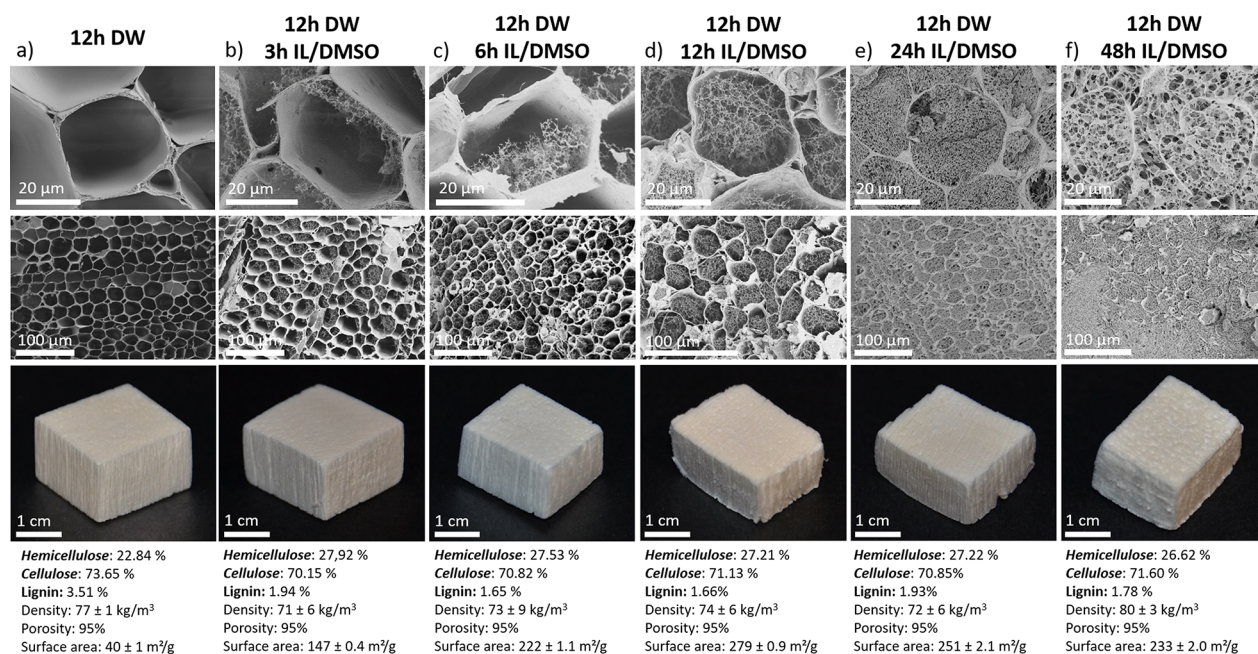 a) 12h DW
b) 12h DW
3h IL/DMSO
c) 12h DW
6h IL/DMSO
d) 12h DW
12h IL/DMSO
e) 12h DW
24h IL/DMSO
f) 12h DW
48h IL/DMSO
20 µm
20 µm
20 µm
20 µm
20 µm
20 µm
100 µm
100 µm
100 µm
100 µm
100 µm
100 µm
1 cm
1 cm
1 cm
1 cm
1 cm
1 cm
Hemicellulose: 22.84 %
Cellulose: 73.65 %
Lignin: 3.51 %
Density: 77 ± 1 kg/m³
Porosity: 95%
Surface area: 40 ± 1 m²/g
Hemicellulose: 27,92 %
Cellulose: 70.15 %
Lignin: 1.94 %
Density: 71 ± 6 kg/m³
Porosity: 95%
Surface area: 147 ± 0.4 m²/g
Hemicellulose: 27.53 %
Cellulose: 70.82 %
Lignin: 1.65 %
Density: 73 ± 9 kg/m³
Porosity: 95%
Surface area: 222 ± 1.1 m²/g
Hemicellulose: 27.21 %
Cellulose: 71.13 %
Lignin: 1.66%
Density: 74 ± 6 kg/m³
Porosity: 95%
Surface area: 279 ± 0.9 m²/g
Hemicellulose: 27.22 %
Cellulose: 70.85%
Lignin: 1.93%
Density: 72 ± 6 kg/m³
Porosity: 95%
Surface area: 251 ± 2.1 m²/g
Hemicellulose: 26.62 %
Cellulose: 71.60 %
Lignin: 1.78 %
Density: 80 ± 3 kg/m³
Porosity: 95%
Surface area: 233 ± 2.0 m²/g